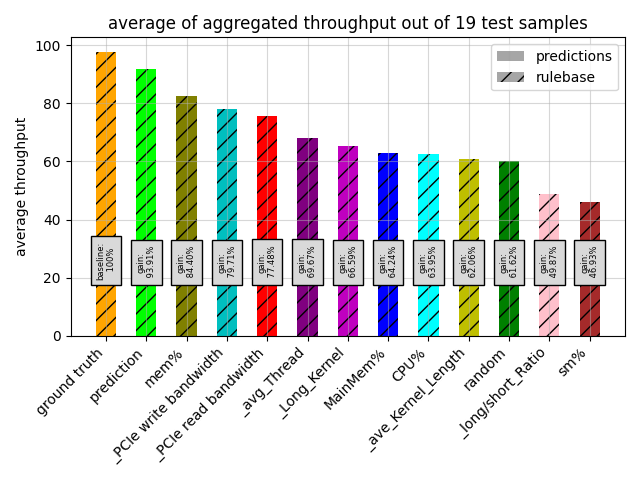 average of aggregated throughput out of 19 test samples
predictions
rulebase
average throughput
100
80
60
40
20
0
baseline:
100%
gain:
93.91%
gain:
84.40%
gain:
79.71%
gain:
77.48%
gain:
69.67%
gain:
66.59%
gain:
64.24%
gain:
63.95%
gain:
62.06%
gain:
61.62%
gain:
49.87%
gain:
46.93%
ground truth
prediction
mem%
_PCIe write bandwidth
_PCIe read bandwidth
_avg_Thread
_Long_Kernel
MainMem%
CPU%
_ave_Kernel_Length
random
_long/short_Ratio
sm%